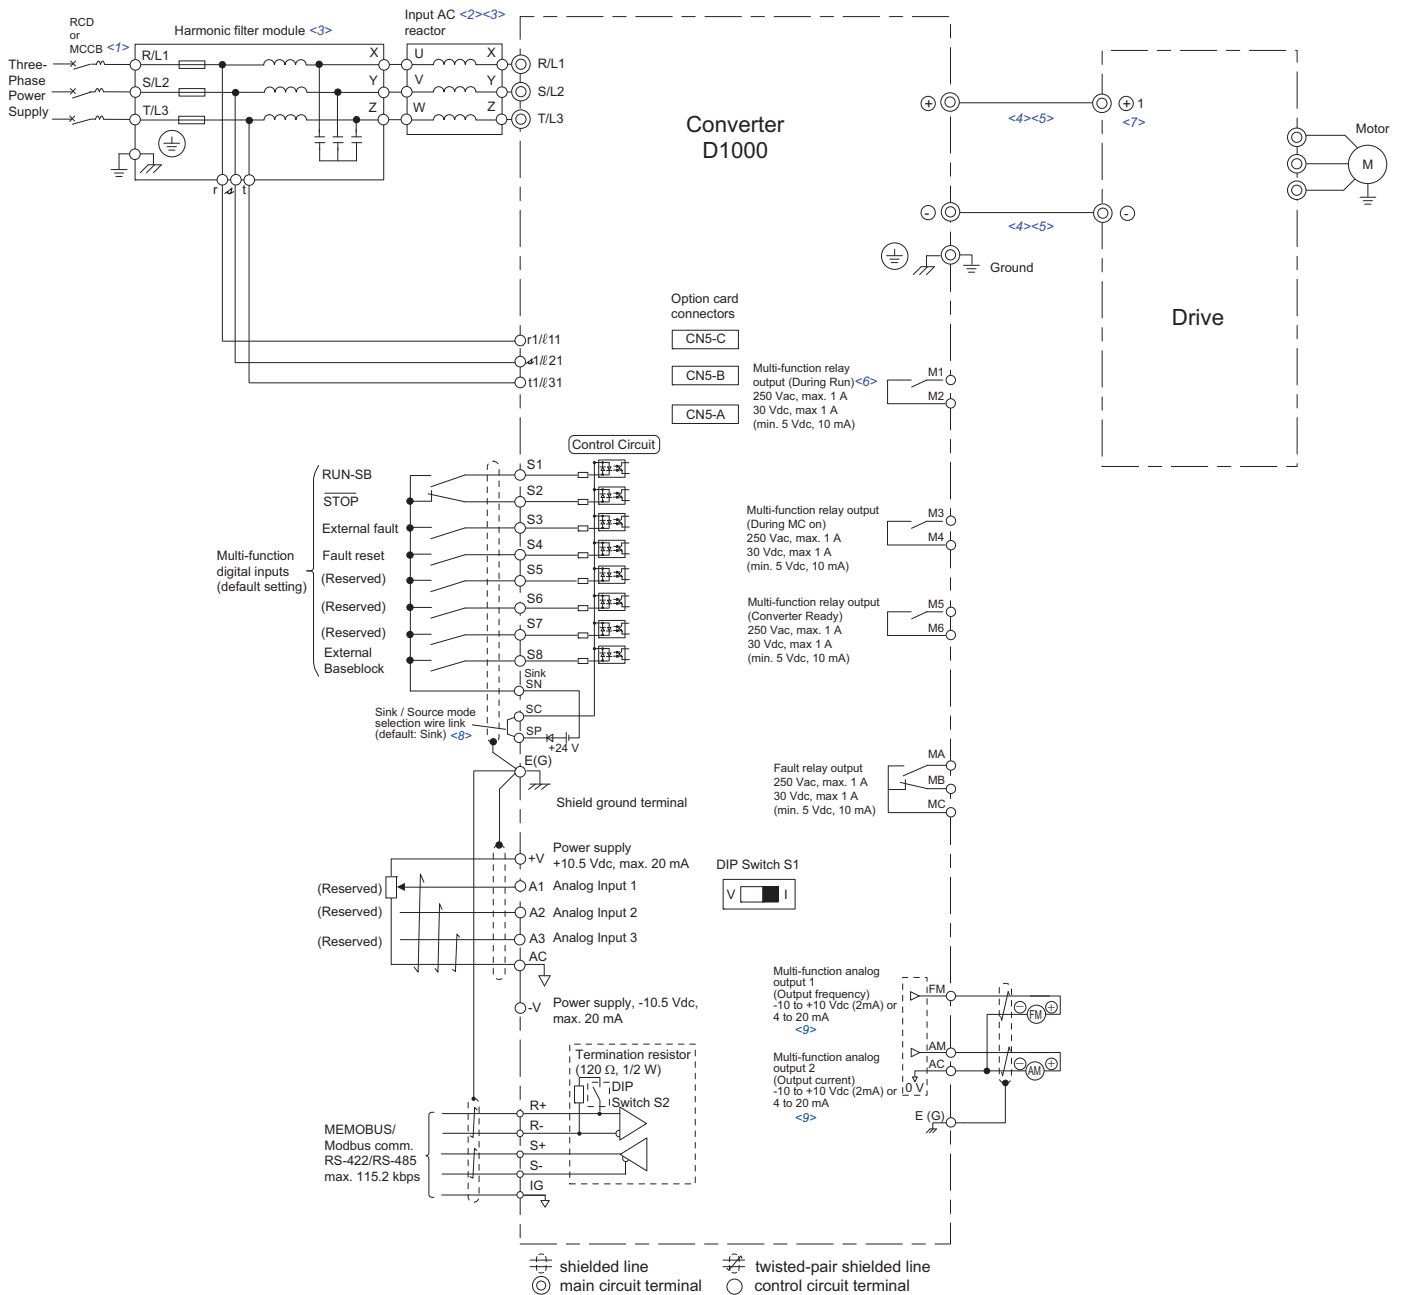 RCD
or
MCCB <1>
Three-
Phase
Power
Supply
Harmonic filter module <3>
R/L1
S/L2
T/L3
X
Y
Z
r
t
Input AC <2><3>
reactor
U
V
W
X
Y
Z
R/L1
S/L2
T/L3
Converter
D1000
+
<4><5>
+ 1
<7>
-
<4><5>
-
Ground
Motor
M
Drive
r1/ℓ11
1/ℓ21
t1/ℓ31
Option card
connectors
CN5-C
CN5-B
CN5-A
Multi-function relay
output (During Run) <6>
250 Vac, max. 1 A
30 Vdc, max 1 A
(min. 5 Vdc, 10 mA)
M1
M2
Control Circuit
Multi-function
digital inputs
(default setting)
RUN-SB
STOP
External fault
Fault reset
(Reserved)
(Reserved)
(Reserved)
External
Baseblock
S1
S2
S3
S4
S5
S6
S7
S8
Sink
SN
SC
SP
+24 V
Sink / Source mode
selection wire link
(default: Sink) <8>
E(G)
Shield ground terminal
Multi-function relay output
(During MC on)
250 Vac, max. 1 A
30 Vdc, max 1 A
(min. 5 Vdc, 10 mA)
M3
M4
Multi-function relay output
(Converter Ready)
250 Vac, max. 1 A
30 Vdc, max 1 A
(min. 5 Vdc, 10 mA)
M5
M6
Fault relay output
250 Vac, max. 1 A
30 Vdc, max 1 A
(min. 5 Vdc, 10 mA)
MA
MB
MC
+V
Power supply
+10.5 Vdc, max. 20 mA
(Reserved)
A1 Analog Input 1
(Reserved)
A2 Analog Input 2
(Reserved)
A3 Analog Input 3
AC
-V
Power supply, -10.5 Vdc,
max. 20 mA
DIP Switch S1
V I
Multi-function analog
output 1
(Output frequency)
-10 to +10 Vdc (2mA) or
4 to 20 mA
<9>
Multi-function analog
output 2
(Output current)
-10 to +10 Vdc (2mA) or
4 to 20 mA
<9>
FM
AM
AC
0 V
E (G)
- FM +
- AM +
Termination resistor
(120 Ω, 1/2 W)
DIP
Switch S2
MEMOBUS/
Modbus comm.
RS-422/RS-485
max. 115.2 kbps
R+
R-
S+
S-
IG
shielded line
twisted-pair shielded line
main circuit terminal
control circuit terminal